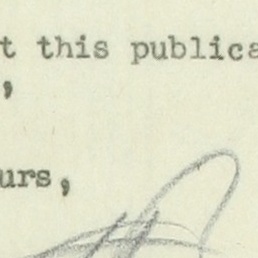 t this publica
,
urs,